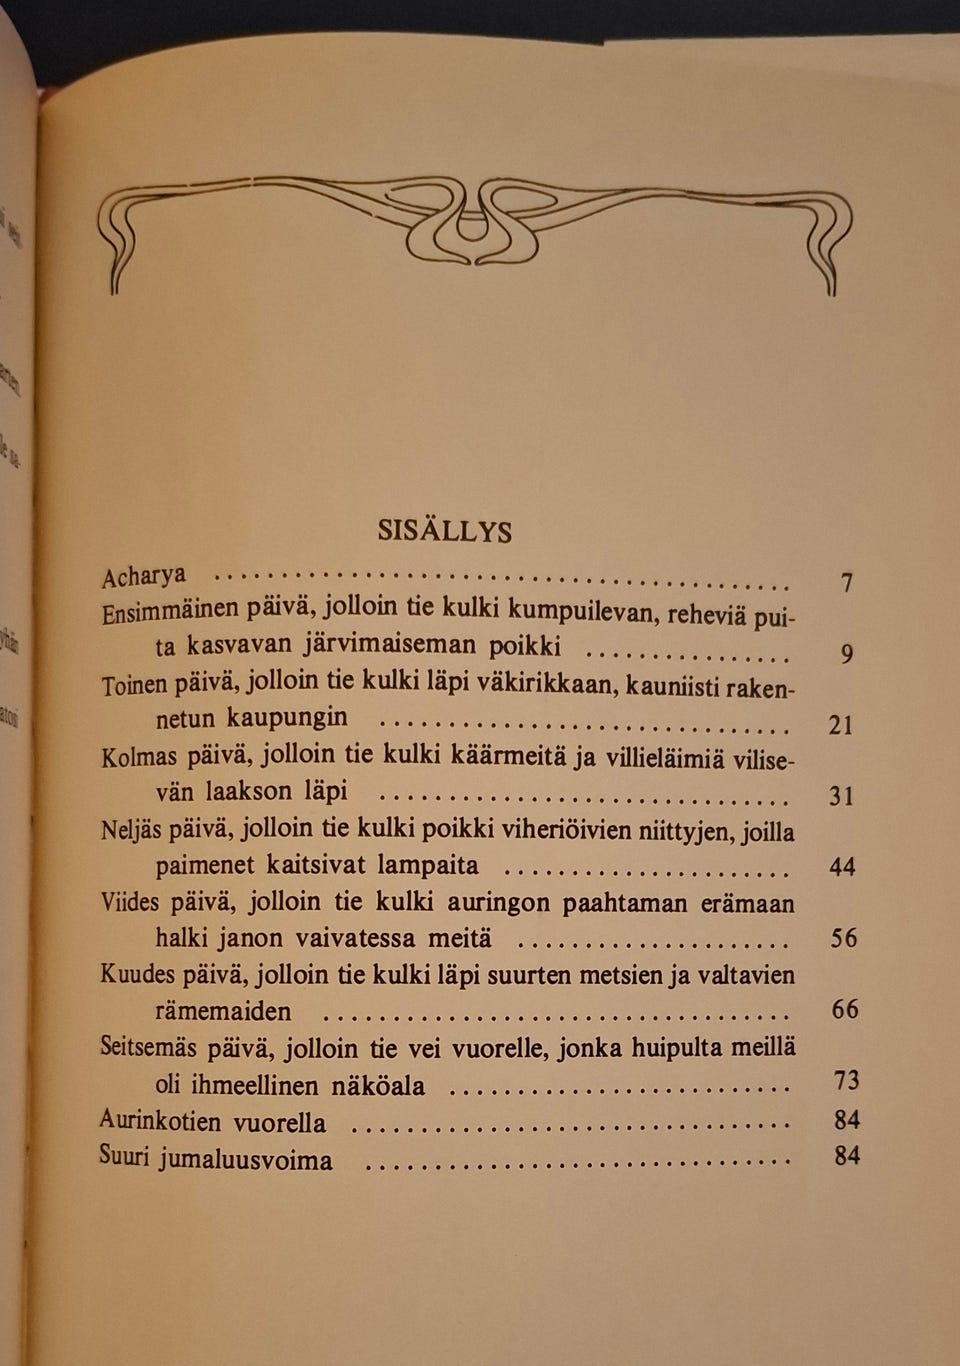 SISÄLLYS
Acharya ........................................... 7
Ensimmäinen päivä, jolloin tie kulki kumpuilevan, reheviä pui-
ta kasvavan järvimaiseman poikki ................ 9
Toinen päivä, jolloin tie kulki läpi väkirikkaan, kauniisti raken-
netun kaupungin ............................... 21
Kolmas päivä, jolloin tie kulki käärmeitä ja villieläimiä vilise-
vän laakson läpi ............................... 31
Neljäs päivä, jolloin tie kulki poikki viheriöivien niittyjen, joilla
paimenet kaitsivat lampaita ...................... 44
Viides päivä, jolloin tie kulki auringon paahtaman erämaan
halki janon vaivatessa meitä ..................... 56
Kuudes päivä, jolloin tie kulki läpi suurten metsien ja valtavien
rämemaiden ................................... 66
Seitsemäs päivä, jolloin tie vei vuorelle, jonka huipulta meillä
oli ihmeellinen näköala .......................... 73
Aurinkotien vuorella ................................. 84
Suuri jumaluusvoima ................................ 84